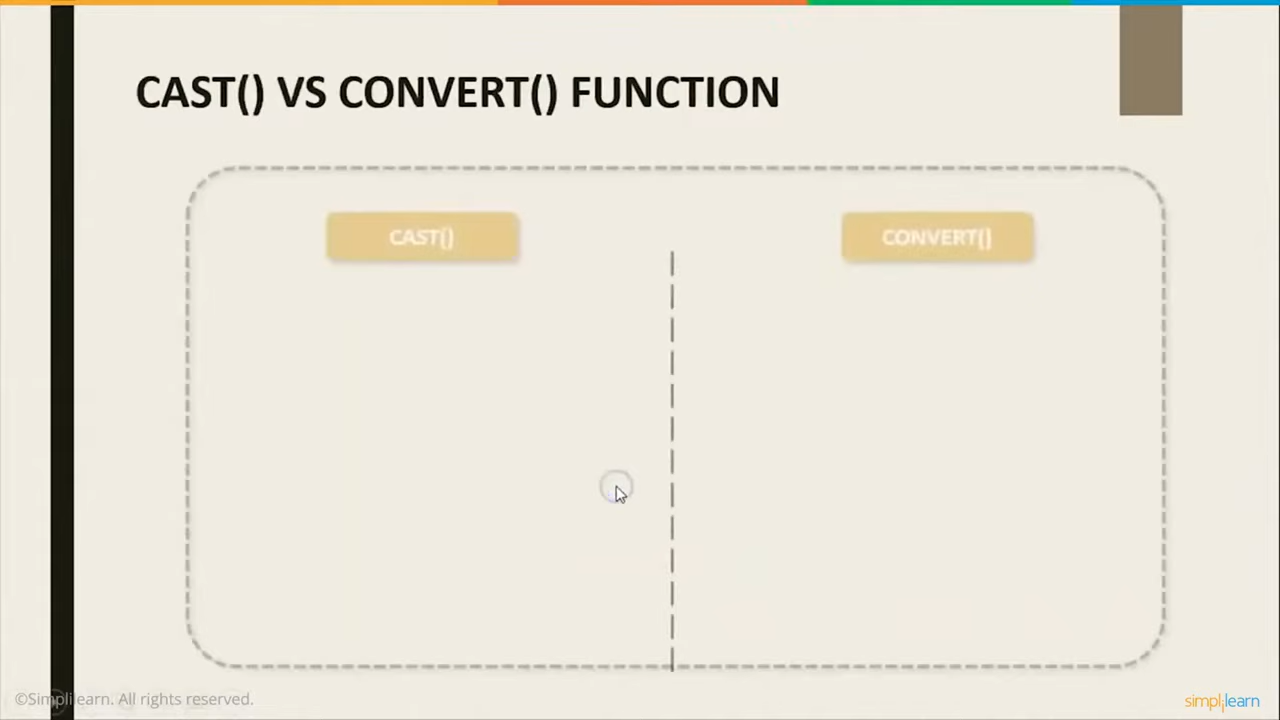 CAST() VS CONVERT() FUNCTION
CAST()
CONVERT()
©Simplilearn. All rights reserved.
simplilearn